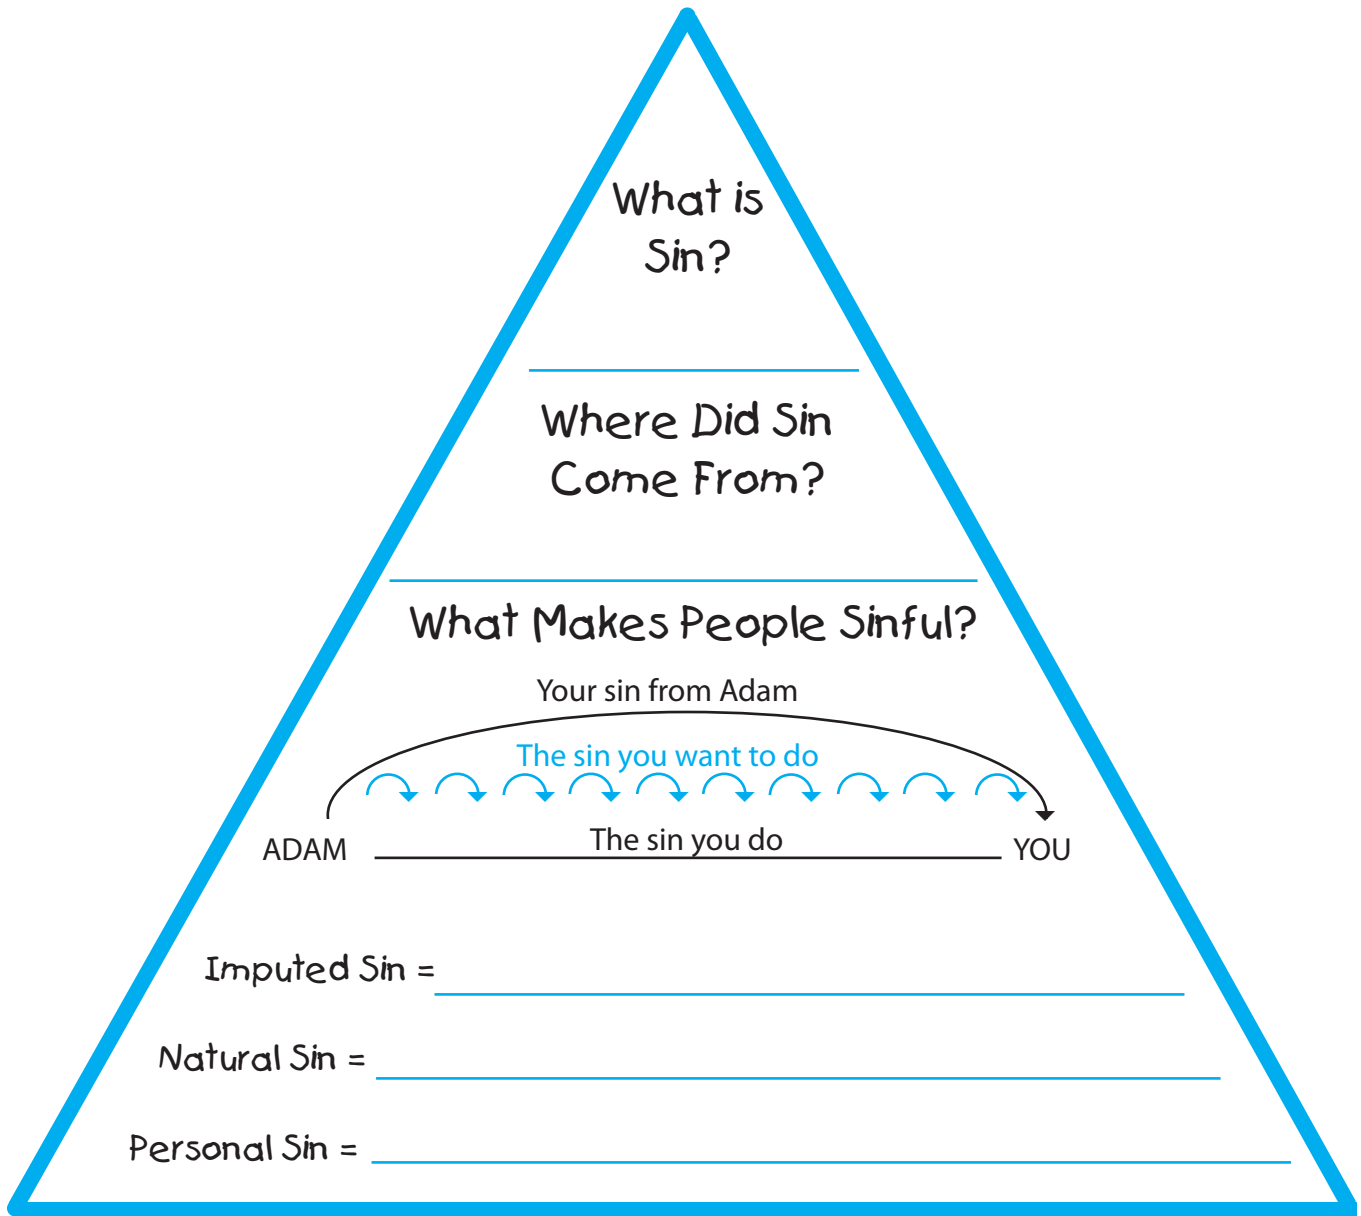 What is
Sin?
Where Did Sin
Come From?
What Makes People Sinful?
Your sin from Adam
The sin you want to do
The sin you do
ADAM
YOU
Imputed Sin =
Natural Sin =
Personal Sin =